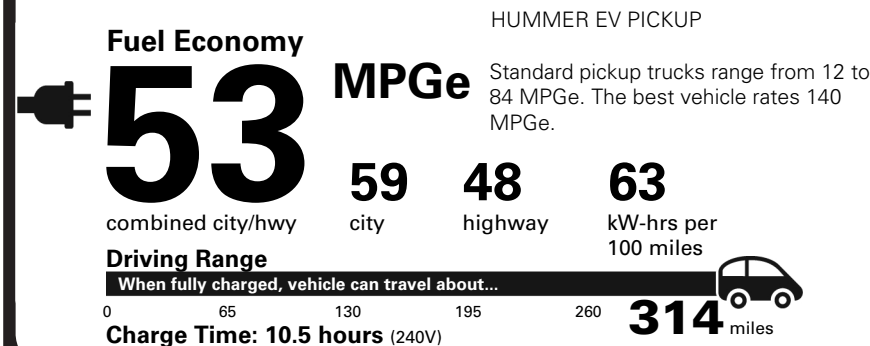 HUMMER EV PICKUP
Fuel Economy
53
MPGe
Standard pickup trucks range from 12 to
84 MPGe. The best vehicle rates 140
MPGe.
59 48 63
combined city/hwy city highway kW-hrs per
100 miles
Driving Range
When fully charged, vehicle can travel about...
0 65 130 195 260 314 miles
Charge Time: 10.5 hours (240V)